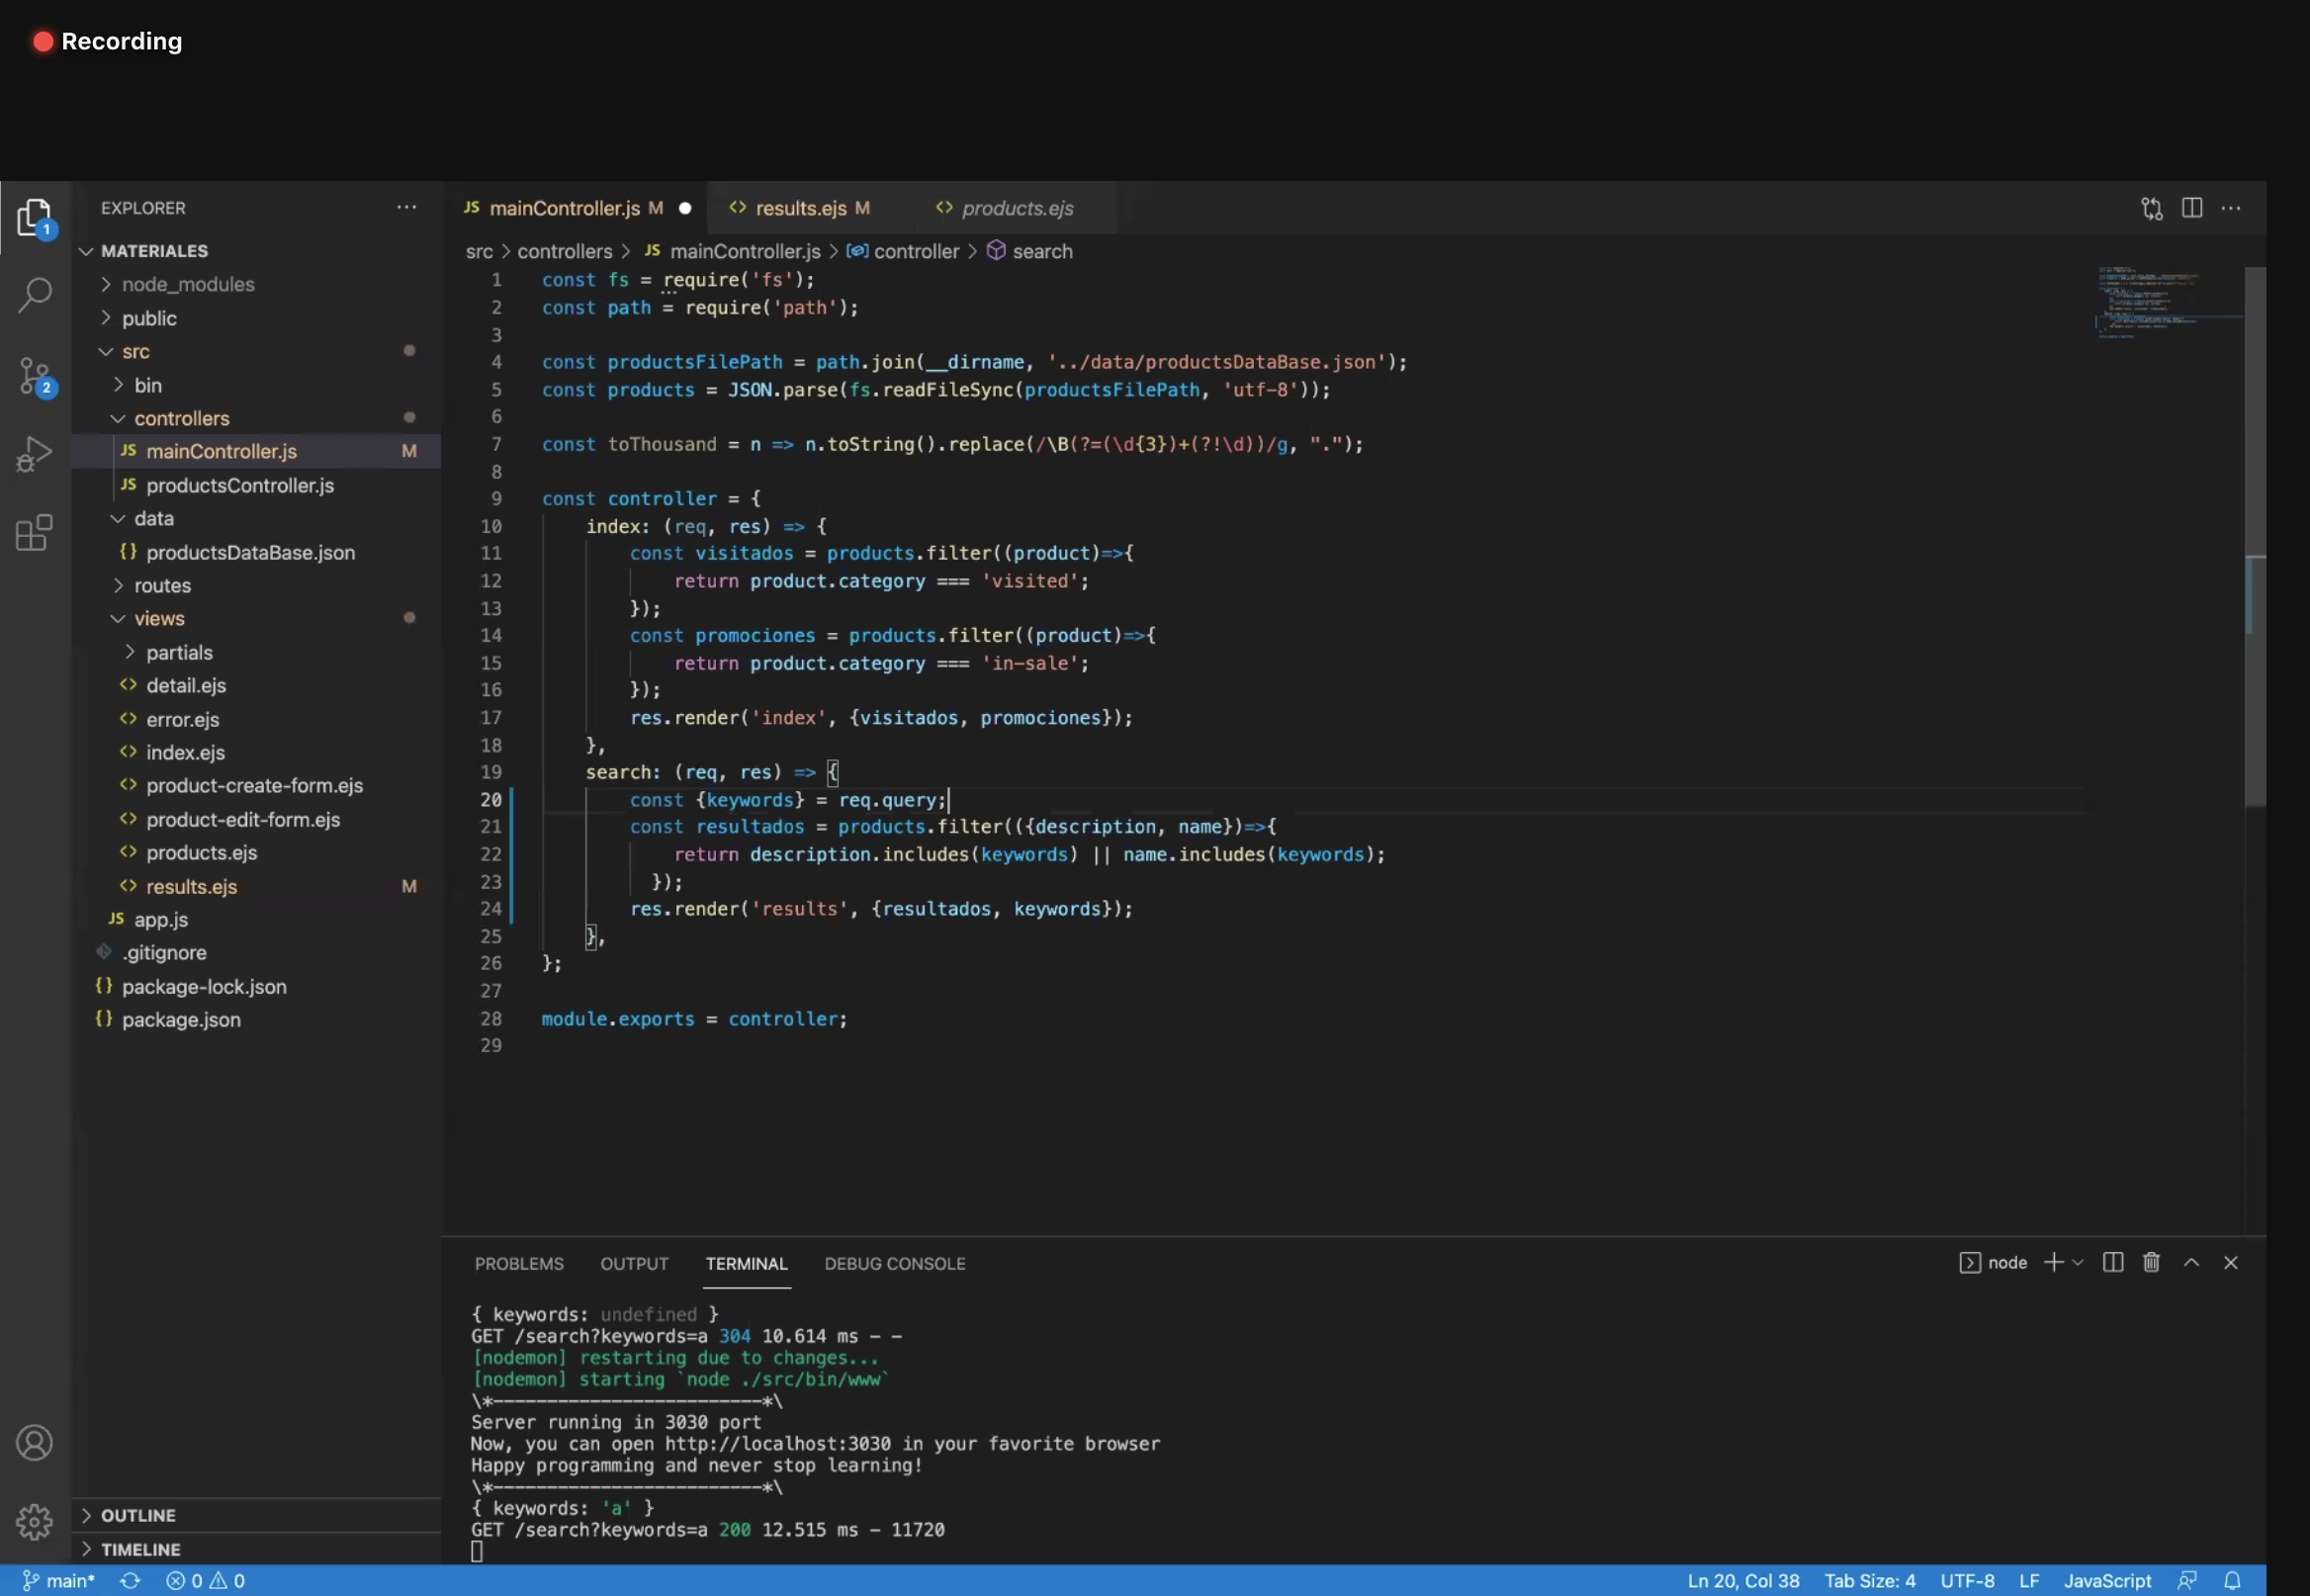 Recording
EXPLORER
mainController.js M
results.ejs M
products.ejs
MATERIALES
src > controllers > JS mainController.js > controller > search
node_modules
public
src
bin
controllers
JS mainController.js M
JS productsController.js
data
{} productsDataBase.json
routes
views
partials
<> detail.ejs
<> error.ejs
<> index.ejs
<> product-create-form.ejs
<> product-edit-form.ejs
<> products.ejs
<> results.ejs M
JS app.js
.gitignore
{} package-lock.json
{} package.json
OUTLINE
TIMELINE
1
2
1 const fs = require('fs');
2 const path = require('path');
3
4 const productsFilePath = path.join(__dirname, '../data/productsDataBase.json');
5 const products = JSON.parse(fs.readFileSync(productsFilePath, 'utf-8'));
6
7 const toThousand = n => n.toString().replace(/\B(?=(\d{3})+(?!\d))/g, ".");
8
9 const controller = {
10 index: (req, res) => {
11 const visitados = products.filter((product)=>{
12 return product.category === 'visited';
13 });
14 const promociones = products.filter((product)=>{
15 return product.category === 'in-sale';
16 });
17 res.render('index', {visitados, promociones});
18 },
19 search: (req, res) => {
20 const {keywords} = req.query;
21 const resultados = products.filter(({description, name})=>{
22 return description.includes(keywords) || name.includes(keywords);
23 });
24 res.render('results', {resultados, keywords});
25 },
26 };
27
28 module.exports = controller;
29
PROBLEMS OUTPUT TERMINAL DEBUG CONSOLE
node
{ keywords: undefined }
GET /search?keywords=a 304 10.614 ms - -
[nodemon] restarting due to changes...
[nodemon] starting `node ./src/bin/www`
\*-------------------------*\
Server running in 3030 port
Now, you can open http://localhost:3030 in your favorite browser
Happy programming and never stop learning!
\*-------------------------*\
{ keywords: 'a' }
GET /search?keywords=a 200 12.515 ms - 11720
main* 0 0
Ln 20, Col 38 Tab Size: 4 UTF-8 LF JavaScript